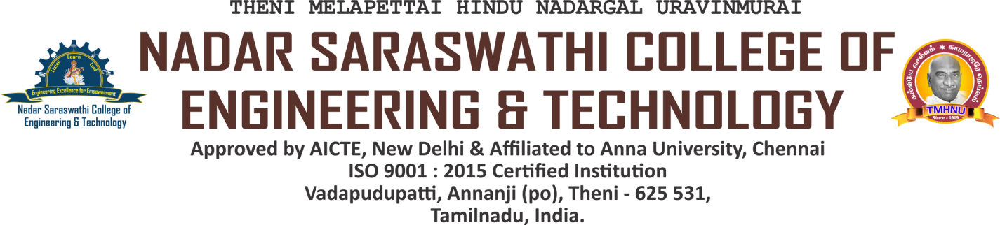 THENI MELAPETTAI HINDU NADARGAL URAVINMURAI
NADAR SARASWATHI COLLEGE OF
ENGINEERING & TECHNOLOGY
Approved by AICTE, New Delhi & Affiliated to Anna University, Chennai
ISO 9001 : 2015 Certified Institution
Vadapudupatti, Annanji (po), Theni - 625 531,
Tamilnadu, India.
Listen Learn Lead
Engineering Excellence for Empowerment
Nadar Saraswathi College of
Engineering & Technology
கல்வியே செல்வம் * காமராஜரே தெய்வம்
TMHNU
Since - 1919